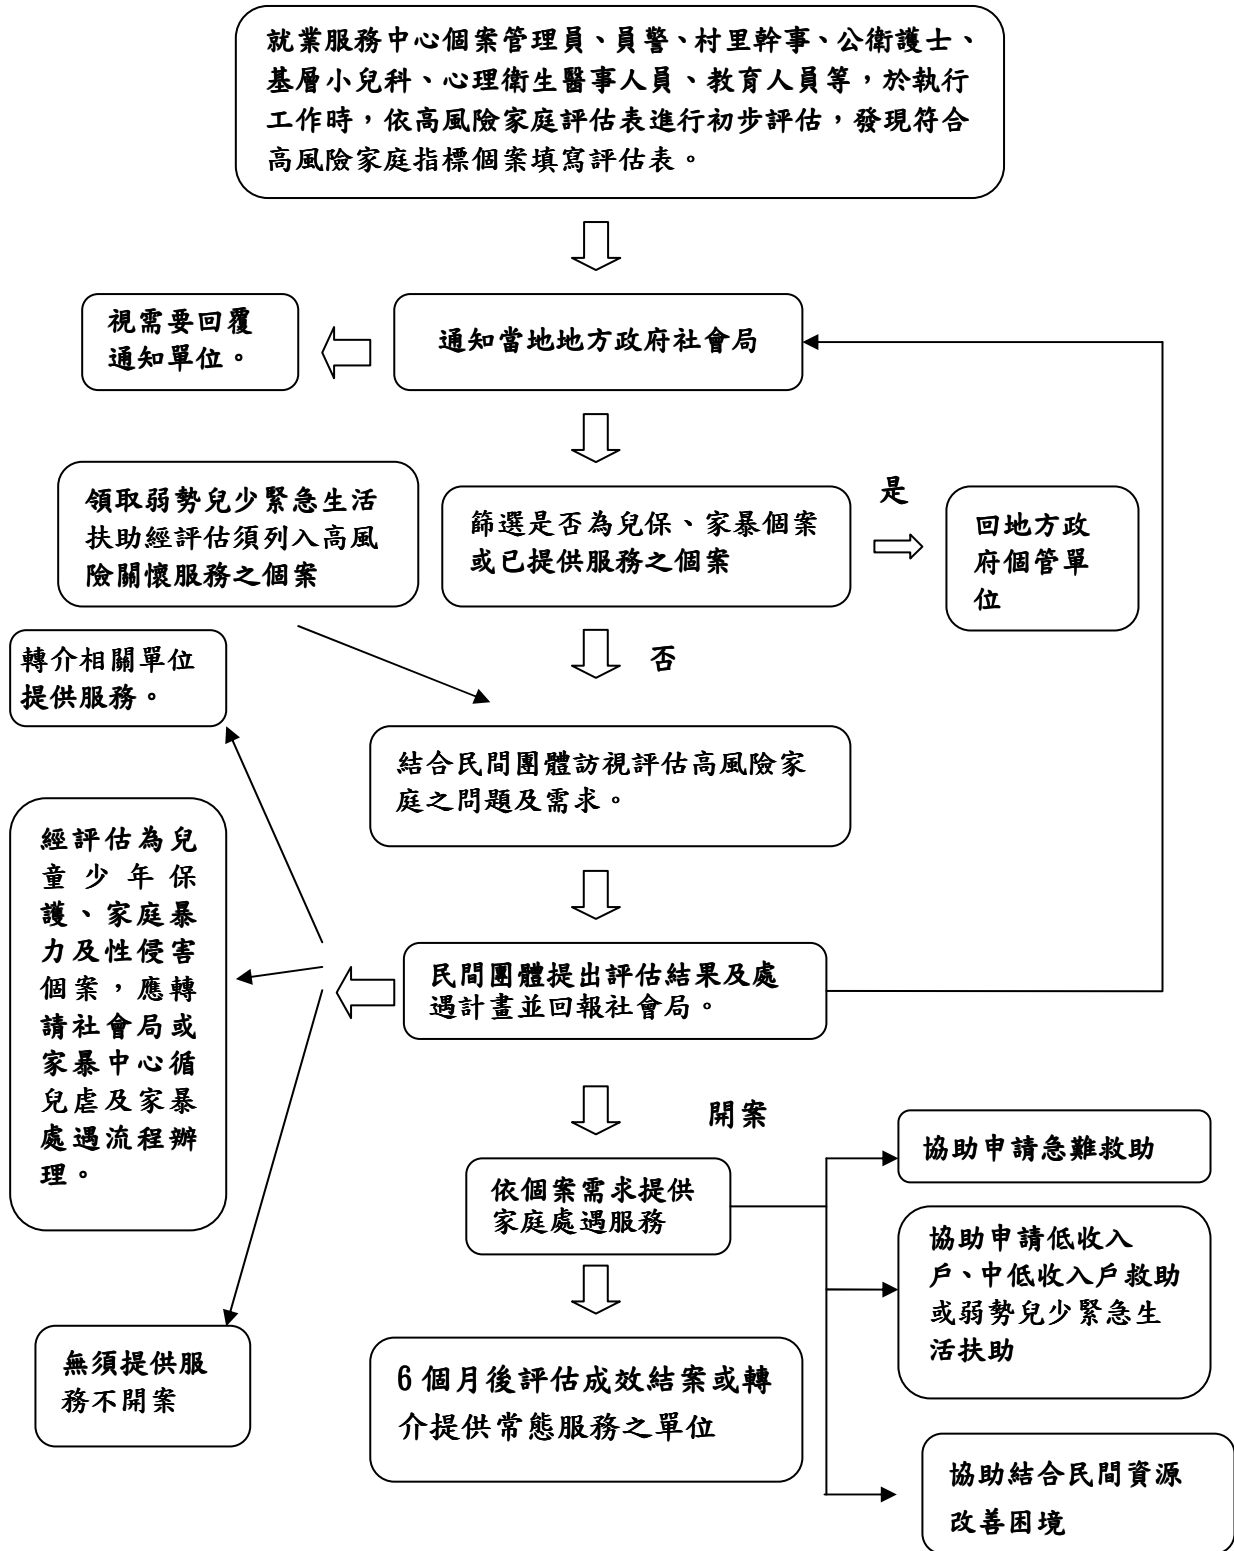 就業服務中心個案管理員、員警、村里幹事、公衛護士、
基層小兒科、心理衛生醫事人員、教育人員等，於執行
工作時，依高風險家庭評估表進行初步評估，發現符合
高風險家庭指標個案填寫評估表。
視需要回覆
通知單位。
通知當地地方政府社會局
領取弱勢兒少緊急生活
扶助經評估須列入高風
險關懷服務之個案
篩選是否為兒保、家暴個案
或已提供服務之個案
是
回地方政
府個管單
位
否
轉介相關單位
提供服務。
結合民間團體訪視評估高風險家
庭之問題及需求。
經評估為兒
童少年保
護、家庭暴
力及性侵害
個案，應轉
請社會局或
家暴中心循
兒虐及家暴
處遇流程辦
理。
民間團體提出評估結果及處
遇計畫並回報社會局。
開案
依個案需求提供
家庭處遇服務
協助申請急難救助
協助申請低收入
戶、中低收入戶救助
或弱勢兒少緊急生
活扶助
無須提供服
務不開案
6個月後評估成效結案或轉
介提供常態服務之單位
協助結合民間資源
改善困境